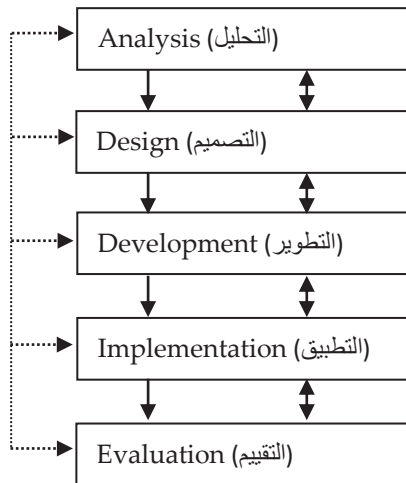 Analysis (التحليل)
Design (التصميم)
Development (التطوير)
Implementation (التطبيق)
Evaluation (التقييم)